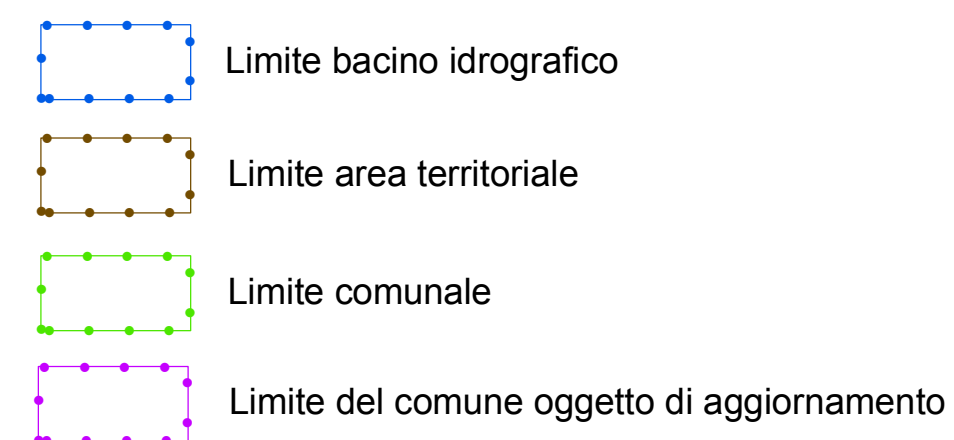 Limite bacino idrografico
Limite area territoriale
Limite comunale
Limite del comune oggetto di aggiornamento